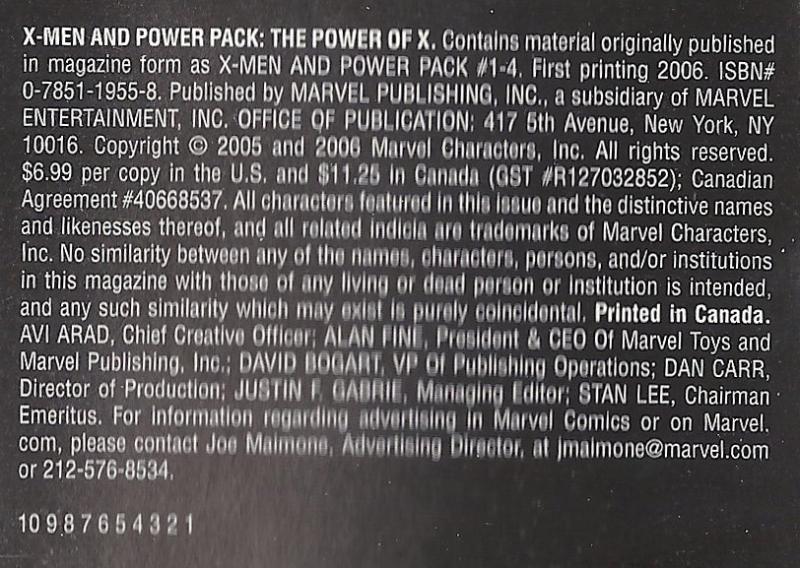 X-MEN AND POWER PACK: THE POWER OF X. Contains material originally published
in magazine form as X-MEN AND POWER PACK #1-4. First printing 2006. ISBN#
0-7851-1955-8. Published by MARVEL PUBLISHING, INC., a subsidiary of MARVEL
ENTERTAINMENT, INC. OFFICE OF PUBLICATION: 417 5th Avenue, New York, NY
10016. Copyright © 2005 and 2006 Marvel Characters, Inc. All rights reserved.
$6.99 per copy in the U.S. and $11.25 in Canada (GST #R127032852); Canadian
Agreement #40668537. All characters featured in this issue and the distinctive names
and likenesses thereof, and all related indicia are trademarks of Marvel Characters,
Inc. No similarity between any of the names, characters, persons, and/or institutions
in this magazine with those of any living or dead person or institution is intended,
and any such similarity which may exist is purely coincidental. Printed in Canada.
AVI ARAD, Chief Creative Officer; ALAN FINE, President & CEO Of Marvel Toys and
Marvel Publishing, Inc.; DAVID BOGART, VP Of Publishing Operations; DAN CARR,
Director of Production; JUSTIN F. GABRIE, Managing Editor; STAN LEE, Chairman
Emeritus. For information regarding advertising in Marvel Comics or on Marvel.
com, please contact Joe Maimone, Advertising Director, at jmaimone@marvel.com
or 212-576-8534.
10 9 8 7 6 5 4 3 2 1